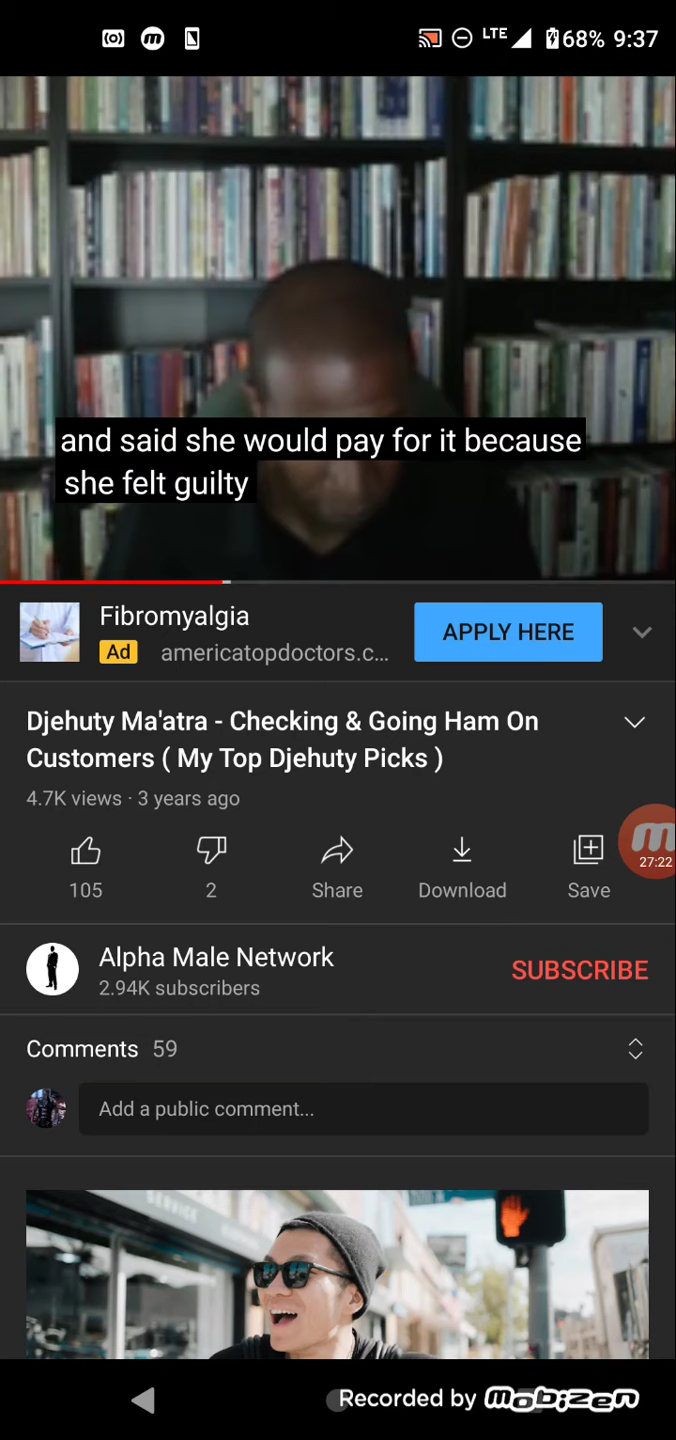 LTE 68% 9:37
and said she would pay for it because
she felt guilty
Fibromyalgia
Ad americatopdoctors.c...
APPLY HERE
Djehuty Ma'atra - Checking & Going Ham On
Customers ( My Top Djehuty Picks )
4.7K views · 3 years ago
105 2 Share Download Save
27:22
Alpha Male Network
2.94K subscribers
SUBSCRIBE
Comments 59
Add a public comment...
SERVICE
Recorded by Mobizen